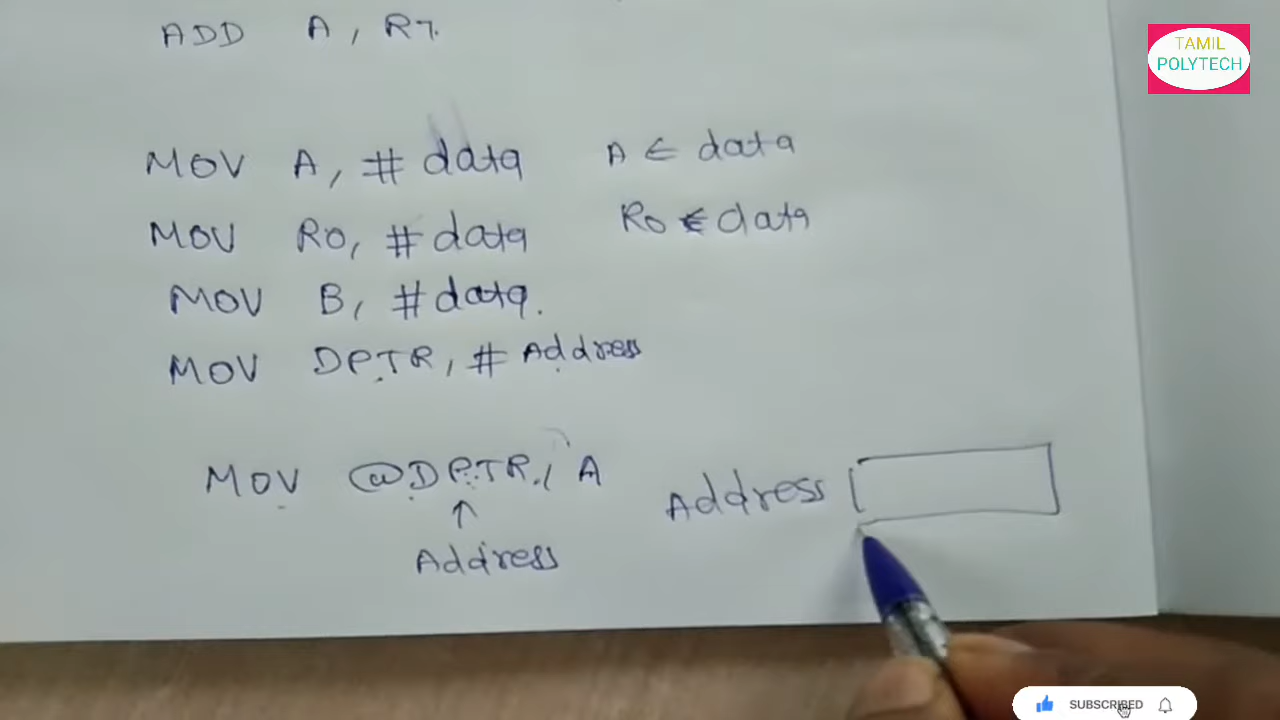 ADD A, R7.
TAMIL
POLYTECH
MOV A, # data A ← data
MOV R0, # data R0 ← data
MOV B, # data.
MOV DPTR, # Address
MOV @DPTR, A Address
↑
Address
SUBSCRIBED